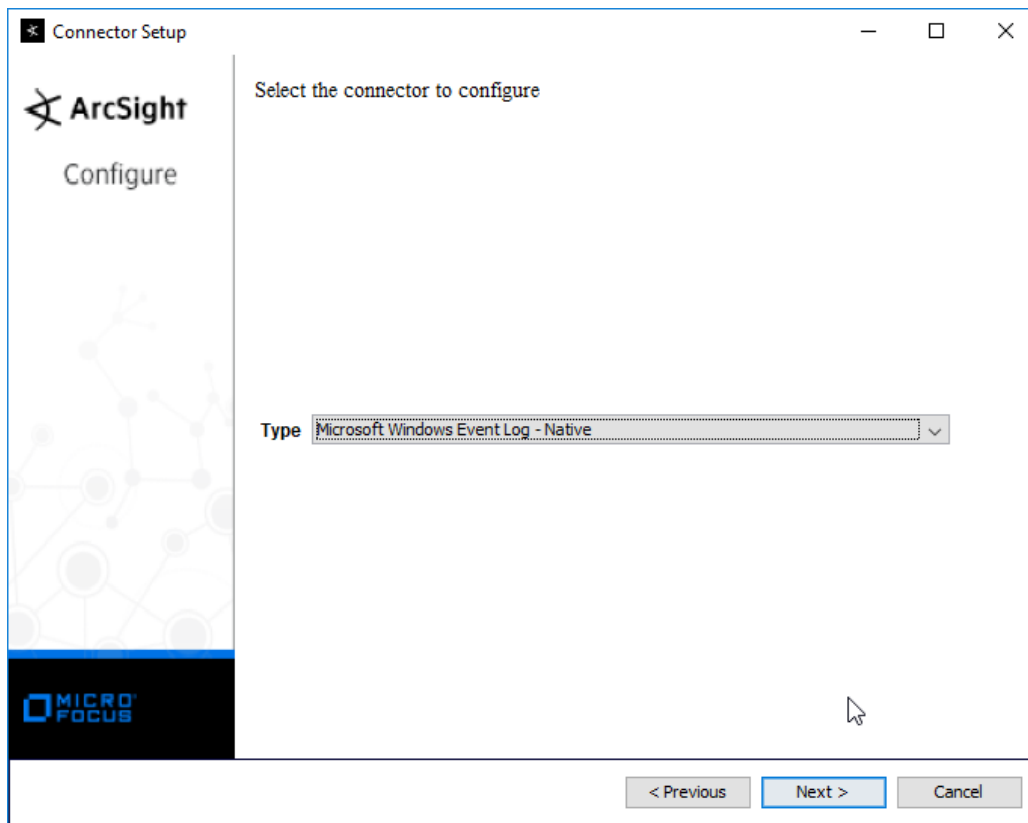 Connector Setup
ArcSight
Configure
Select the connector to configure
Type Microsoft Windows Event Log - Native
MICRO
FOCUS
< Previous Next > Cancel